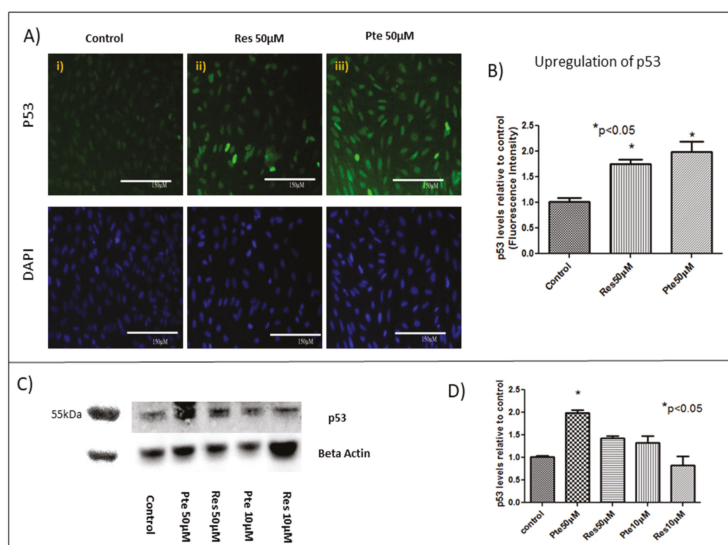 A)
Control
Res 50µM
Pte 50µM
P53
i)
ii)
iii)
150µM
150µM
150µM
DAPI
150µM
150µM
150µM
B)
Upregulation of p53
p53 levels relative to control
(Fluorescence Intensity)
2.5
2.0
1.5
1.0
0.5
0.0
*p<0.05
*
*
Control
Res50µM
Pte50µM
C)
55kDa
p53
Beta Actin
Control
Pte 50µM
Res 50µM
Pte 10µM
Res 10µM
D)
p53 levels relative to control
2.5
2.0
1.5
1.0
0.5
0.0
*
*p<0.05
control
Pte50µM
Res50µM
Pte10µM
Res10µM